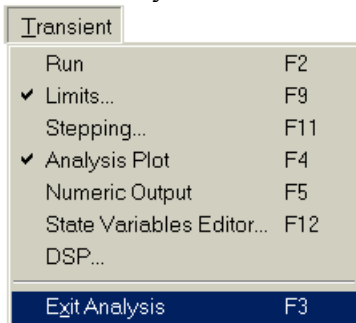 Transient
Run F2
Limits... F9
Stepping... F11
Analysis Plot F4
Numeric Output F5
State Variables Editor... F12
DSP...
Exit Analysis F3